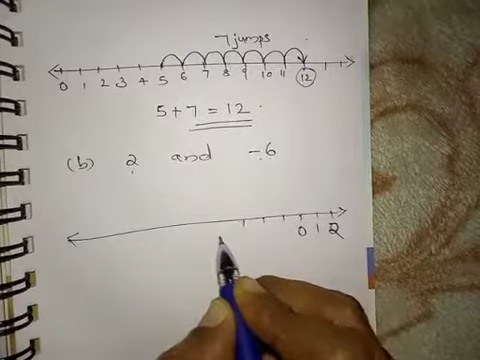 7 jumps
0 1 2 3 4 5 6 7 8 9 10 11 12
5 + 7 = 12
(b) 2 and -6
0 1 2